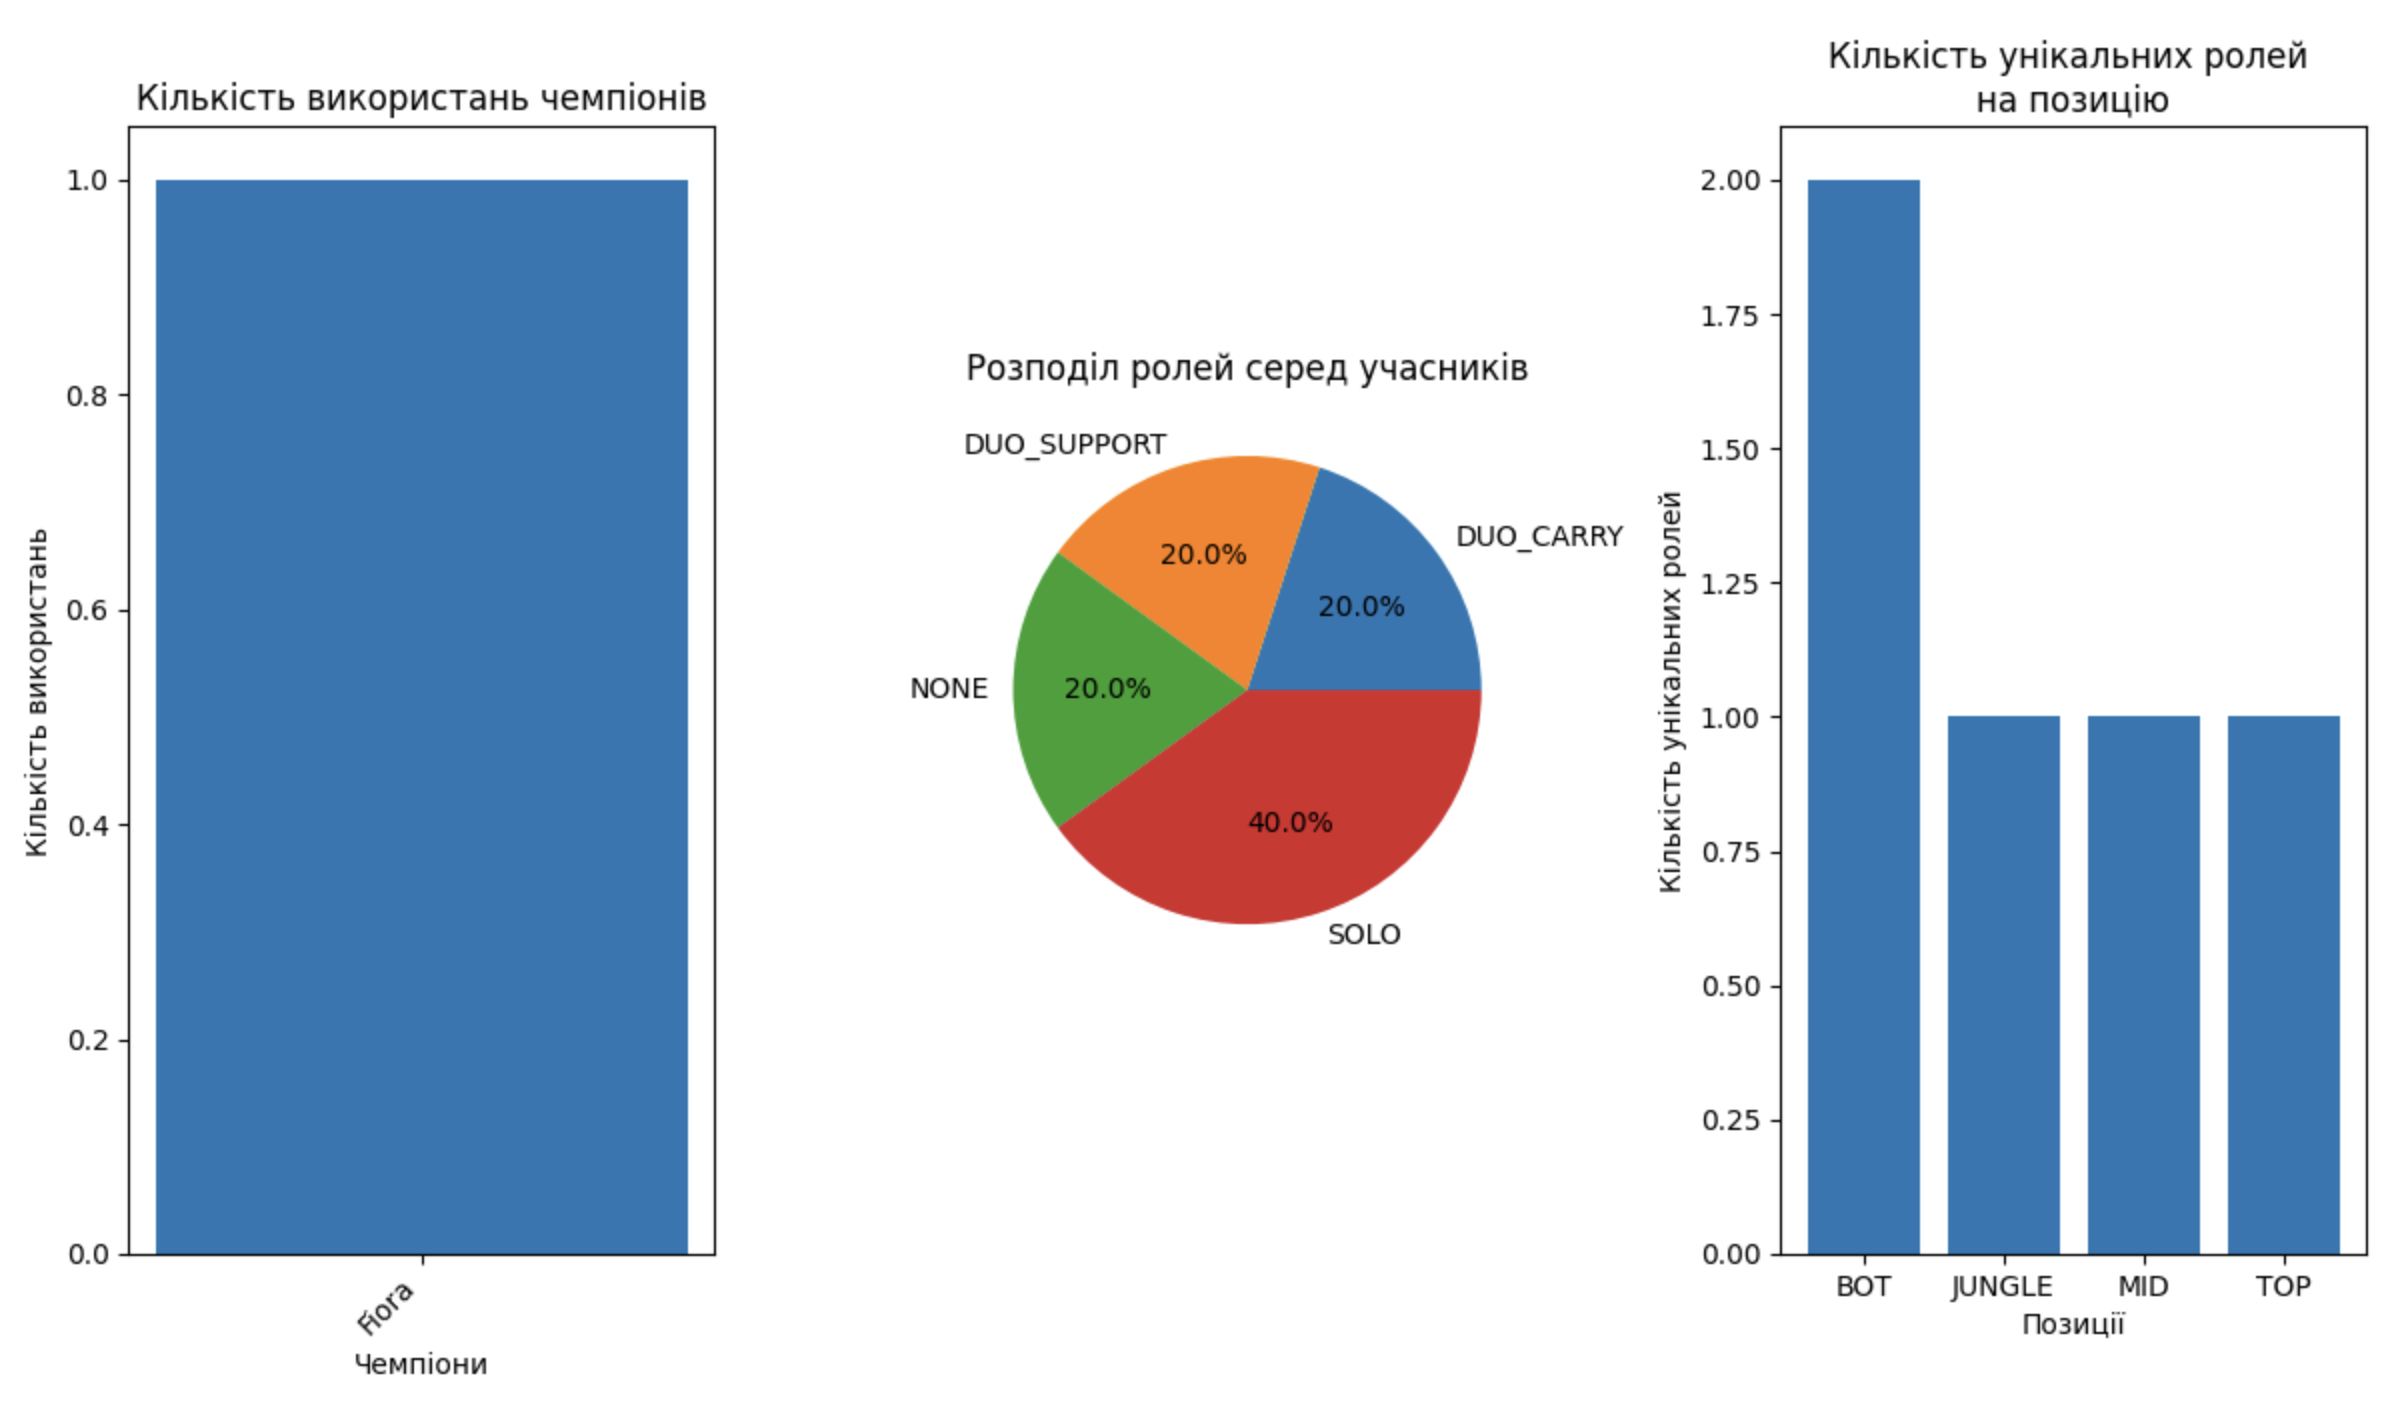 Кількість використань чемпіонів
Кількість використань
1.0
0.8
0.6
0.4
0.2
0.0
Fiora
Чемпіони
Розподіл ролей серед учасників
DUO_SUPPORT
DUO_CARRY
20.0%
20.0%
NONE
20.0%
40.0%
SOLO
Кількість унікальних ролей
на позицію
Кількість унікальних ролей
2.00
1.75
1.50
1.25
1.00
0.75
0.50
0.25
0.00
BOT JUNGLE MID TOP
Позиції